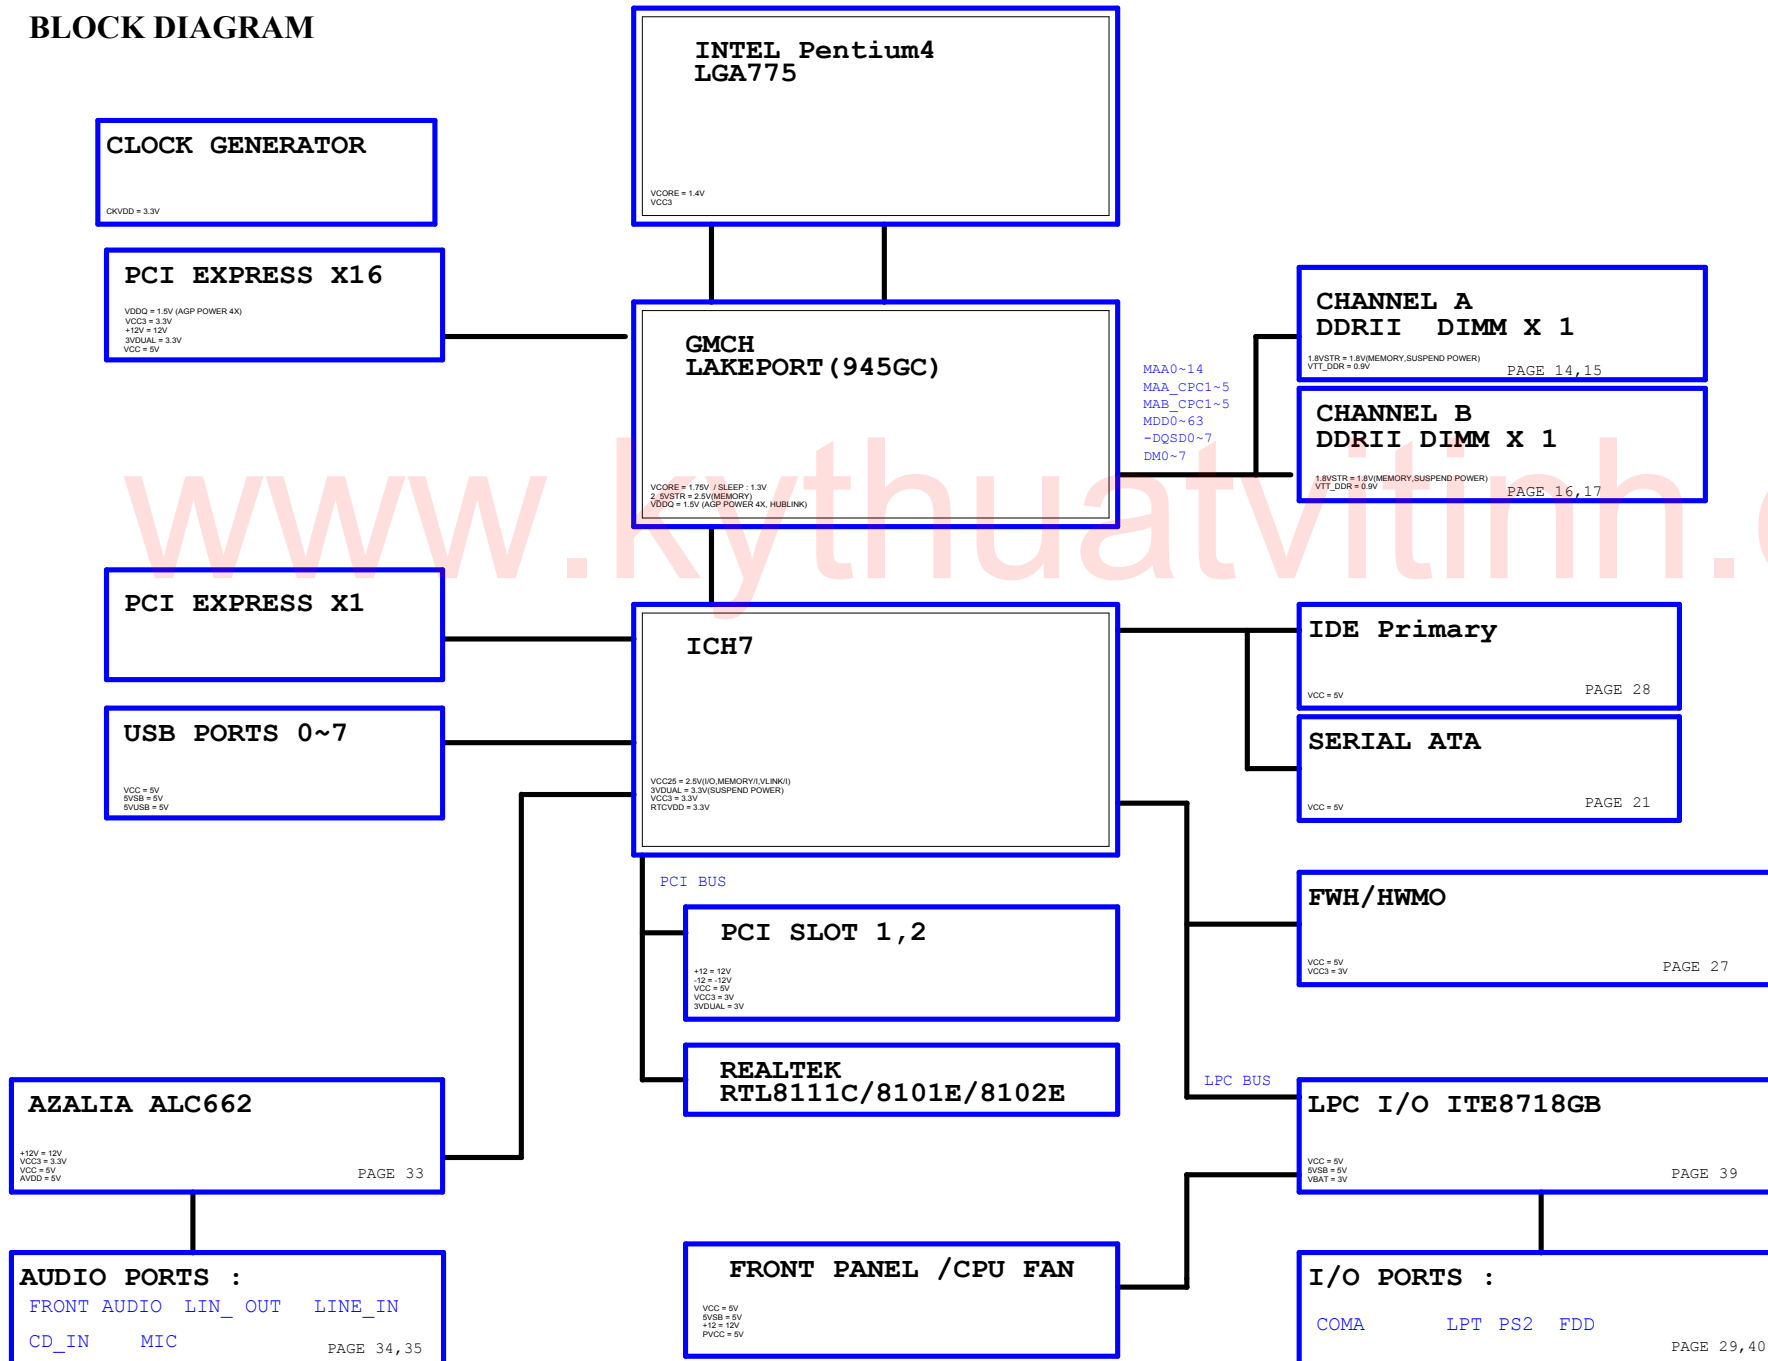 BLOCK DIAGRAM
INTEL Pentium4
LGA775
VCORE = 1.4V
VCC3
CLOCK GENERATOR
CKVDD = 3.3V
PCI EXPRESS X16
VDDQ = 1.5V (AGP POWER 4X)
VCC3 = 3.3V
+12V = 12V
3VDUAL = 3.3V
VCC = 5V
GMCH
LAKEPORT(945GC)
VCORE = 1.75V / SLEEP : 1.3V
2_5VSTR = 2.5V(MEMORY)
VDDQ = 1.5V (AGP POWER 4X, HUBLINK)
MAA0~14
MAA_CPC1~5
MAB_CPC1~5
MDD0~63
-DQSD0~7
DM0~7
CHANNEL A
DDRII DIMM X 1
1.8VSTR = 1.8V(MEMORY,SUSPEND POWER)
VTT_DDR = 0.9V
PAGE 14,15
CHANNEL B
DDRII DIMM X 1
1.8VSTR = 1.8V(MEMORY,SUSPEND POWER)
VTT_DDR = 0.9V
PAGE 16,17
www.kythuatvitinh.
PCI EXPRESS X1
USB PORTS 0~7
VCC = 5V
5VSB = 5V
5VUSB = 5V
ICH7
VCC25 = 2.5V(I/O,MEMORY/I,VLINK/I)
3VDUAL = 3.3V(SUSPEND POWER)
VCC3 = 3.3V
RTCVDD = 3.3V
IDE Primary
VCC = 5V
PAGE 28
SERIAL ATA
VCC = 5V
PAGE 21
PCI BUS
PCI SLOT 1,2
+12 = 12V
-12 = -12V
VCC = 5V
VCC3 = 3V
3VDUAL = 3V
FWH/HWMO
VCC = 5V
VCC3 = 3V
PAGE 27
REALTEK
RTL8111C/8101E/8102E
LPC BUS
AZALIA ALC662
+12V = 12V
VCC3 = 3.3V
VCC = 5V
AVDD = 5V
PAGE 33
LPC I/O ITE8718GB
VCC = 5V
5VSB = 5V
VBAT = 3V
PAGE 39
AUDIO PORTS :
FRONT AUDIO LIN_ OUT LINE_IN
CD_IN MIC
PAGE 34,35
FRONT PANEL /CPU FAN
VCC = 5V
5VSB = 5V
+12 = 12V
PVCC = 5V
I/O PORTS :
COMA LPT PS2 FDD
PAGE 29,40